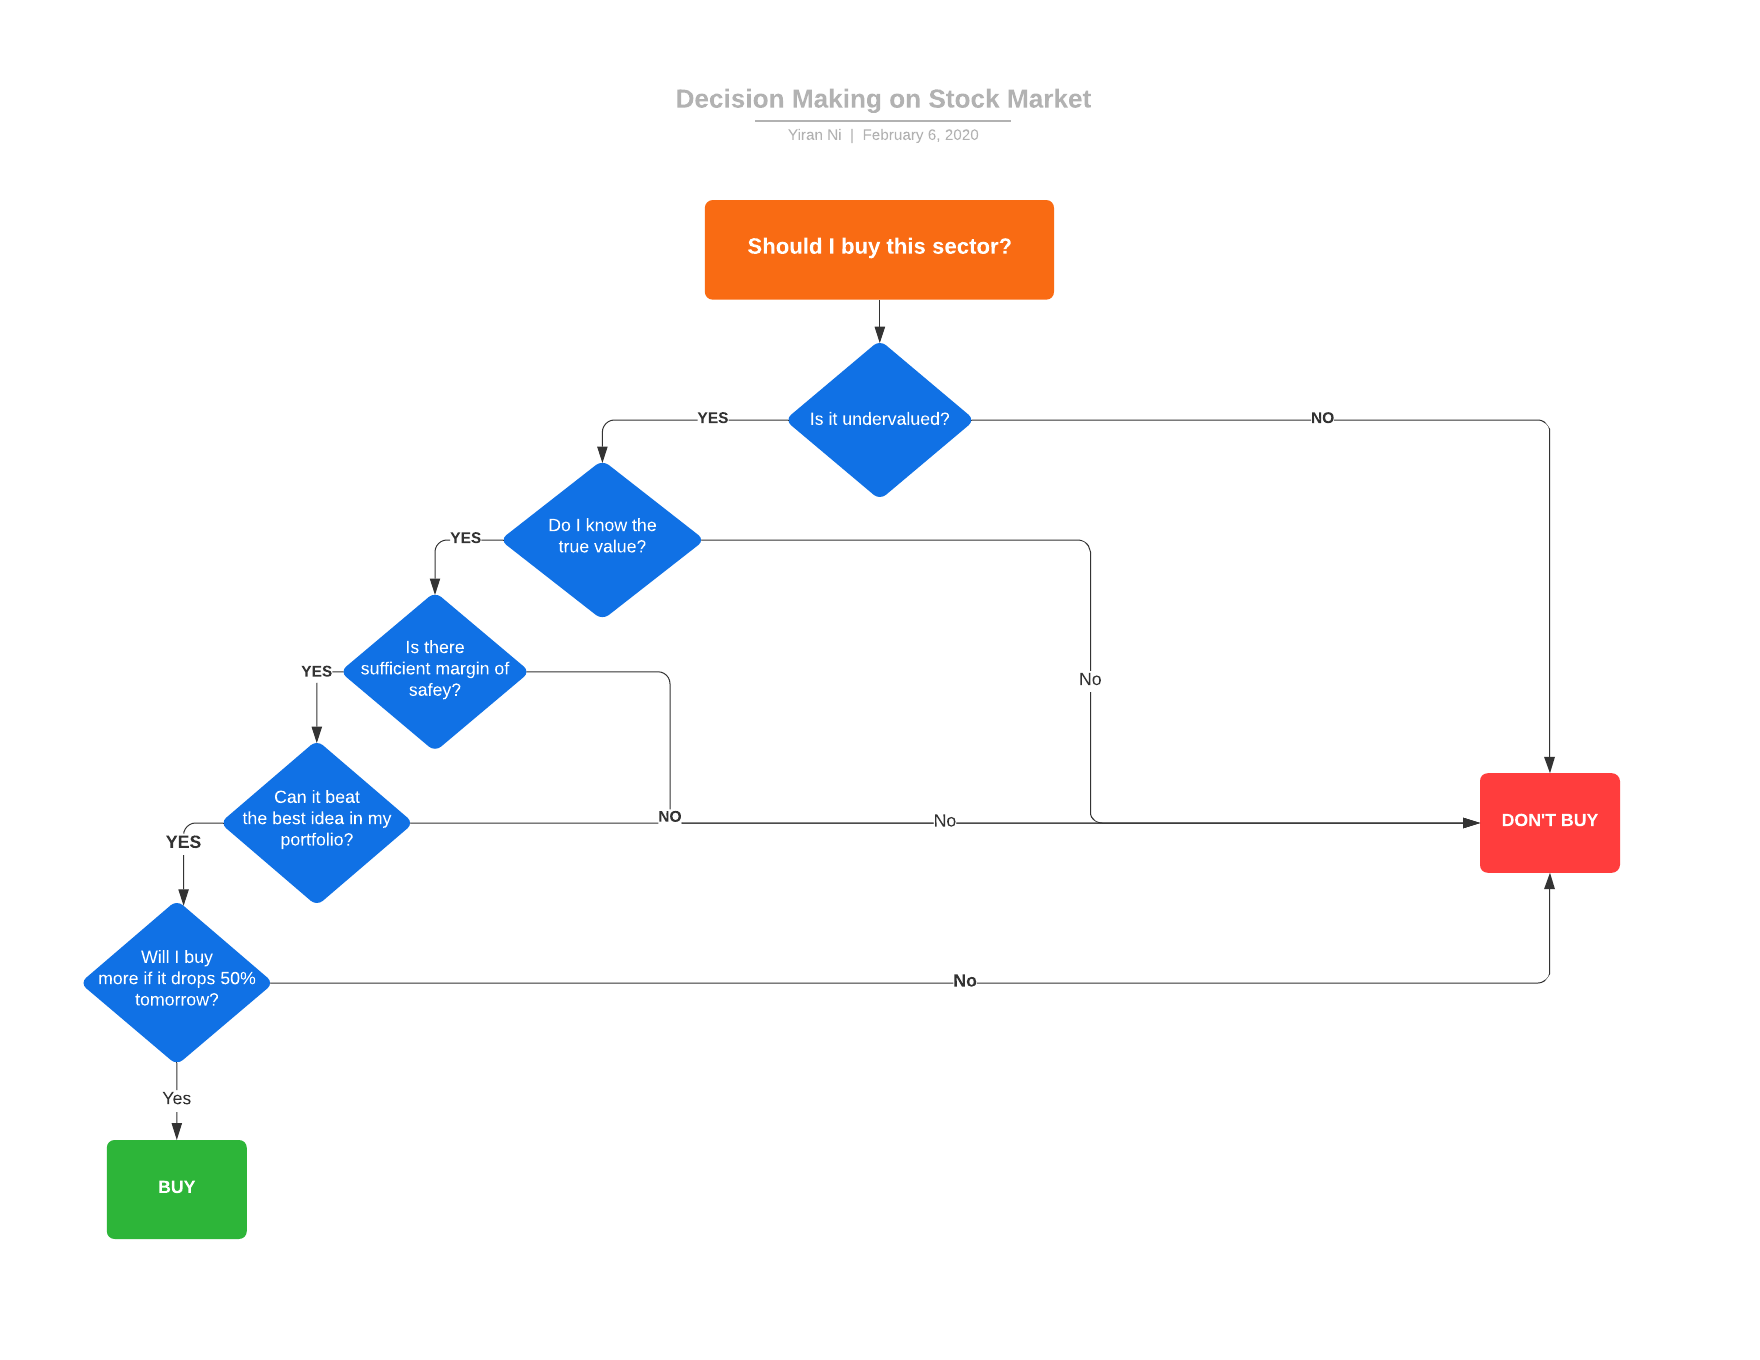 Decision Making on Stock Market
Yiran Ni | February 6, 2020
Should I buy this sector?
Is it undervalued?
YES
NO
Do I know the
true value?
YES
No
Is there
sufficient margin of
safey?
YES
NO
Can it beat
the best idea in my
portfolio?
YES
No
DON'T BUY
Will I buy
more if it drops 50%
tomorrow?
No
Yes
BUY